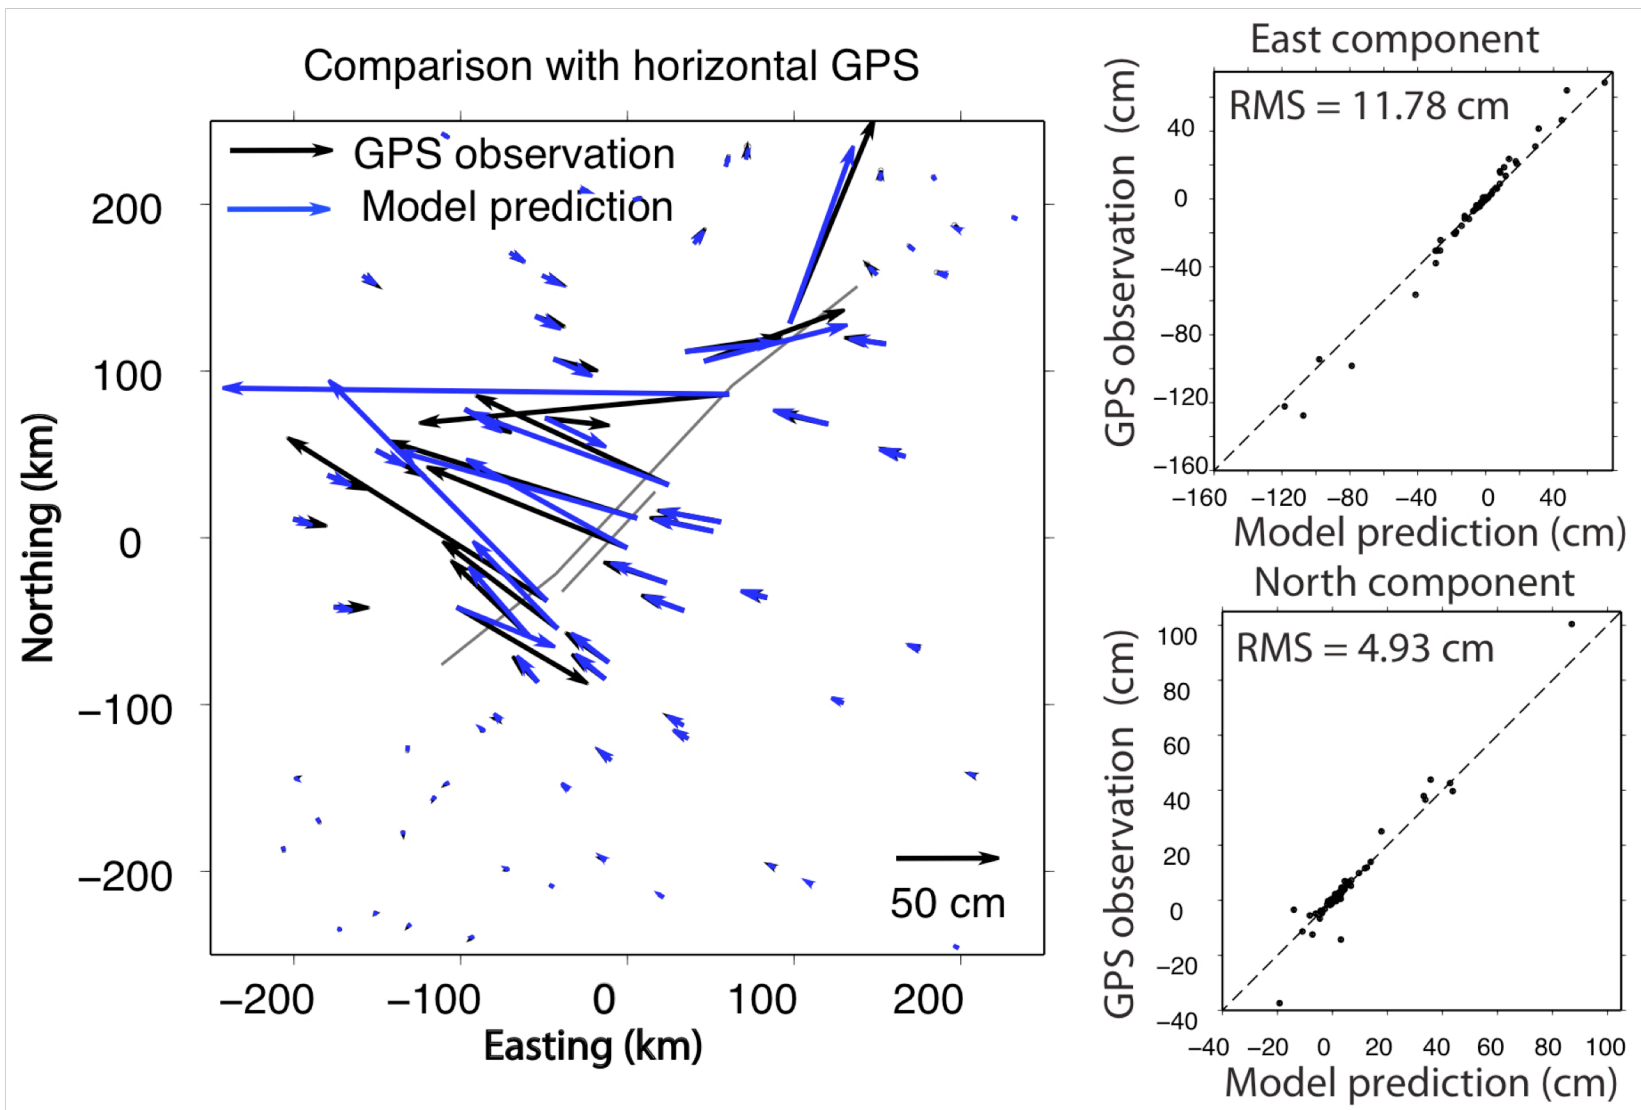 Comparison with horizontal GPS
GPS observation
Model prediction
200
100
0
−100
−200
Northing (km)
50 cm
−200 −100 0 100 200
Easting (km)
East component
RMS = 11.78 cm
GPS observation (cm)
40
0
−40
−80
−120
−160
−160 −120 −80 −40 0 40
Model prediction (cm)
North component
RMS = 4.93 cm
GPS observation (cm)
100
80
60
40
20
0
−20
−40
−40 −20 0 20 40 60 80 100
Model prediction (cm)